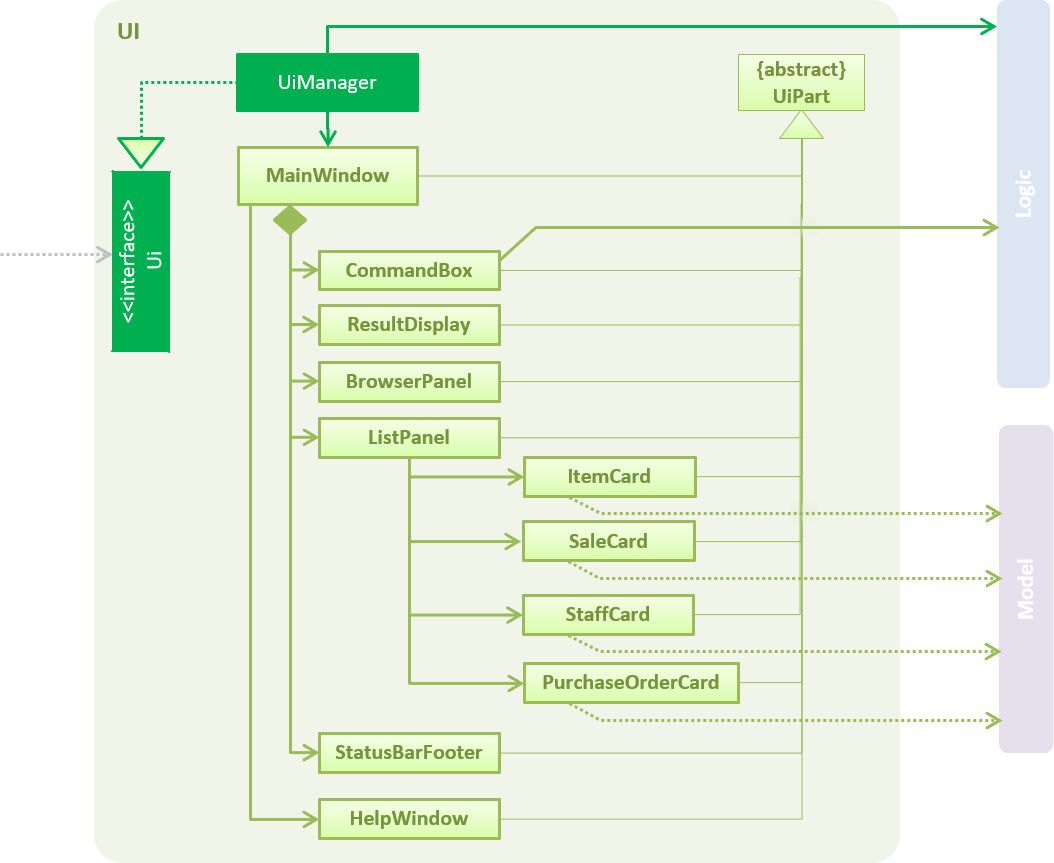 UI
UiManager
{abstract}
UiPart
MainWindow
<<interface>>
Ui
Logic
CommandBox
ResultDisplay
BrowserPanel
ListPanel
ItemCard
SaleCard
StaffCard
Model
PurchaseOrderCard
StatusBarFooter
HelpWindow